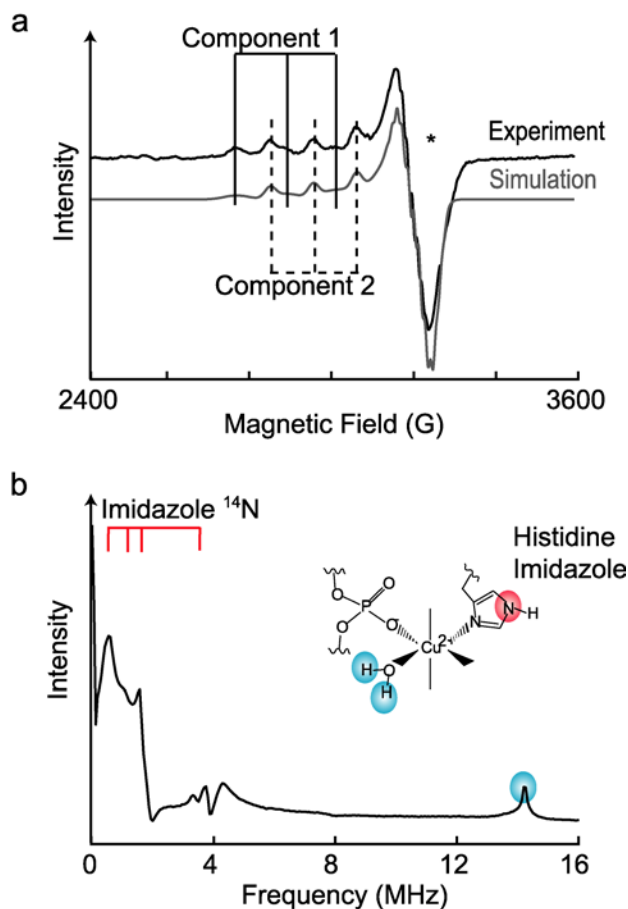 a
Component 1
*
Experiment
Simulation
Component 2
Intensity
2400
3600
Magnetic Field (G)
b
Imidazole ¹⁴N
Histidine
Imidazole
O
O
P
O
O⁻
N
N-H
Cu²⁺
H
O
H
Intensity
0
4
8
12
16
Frequency (MHz)